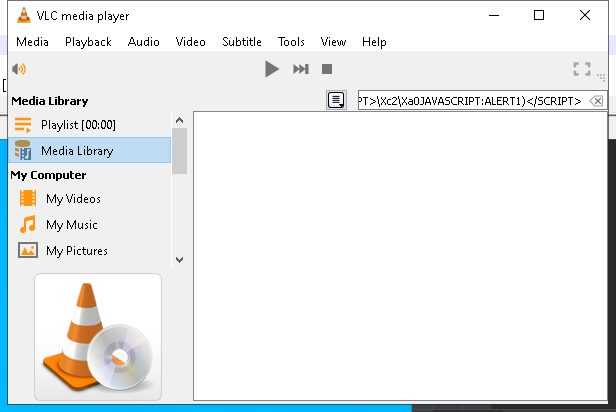 VLC media player
Media Playback Audio Video Subtitle Tools View Help
Media Library
PT>\Xc2\Xa0JAVASCRIPT:ALERT1)</SCRIPT>
Playlist [00:00]
Media Library
My Computer
My Videos
My Music
My Pictures